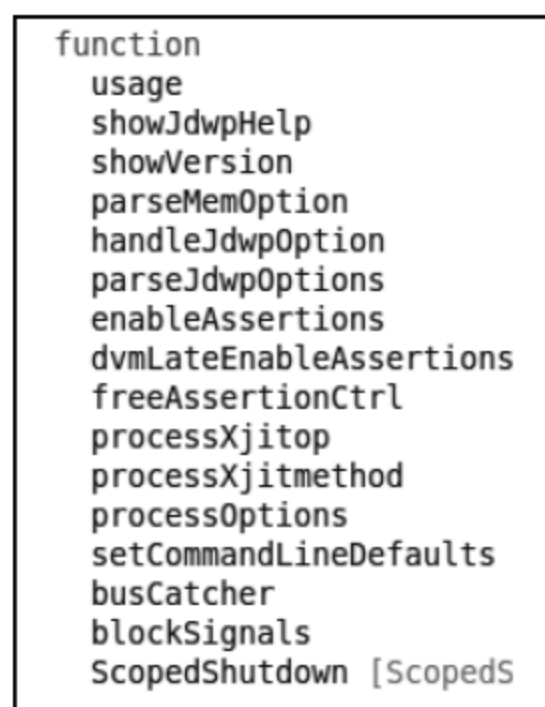 function
usage
showJdwpHelp
showVersion
parseMemOption
handleJdwpOption
parseJdwpOptions
enableAssertions
dvmLateEnableAssertions
freeAssertionCtrl
processXjitop
processXjitmethod
processOptions
setCommandLineDefaults
busCatcher
blockSignals
ScopedShutdown [ScopedS